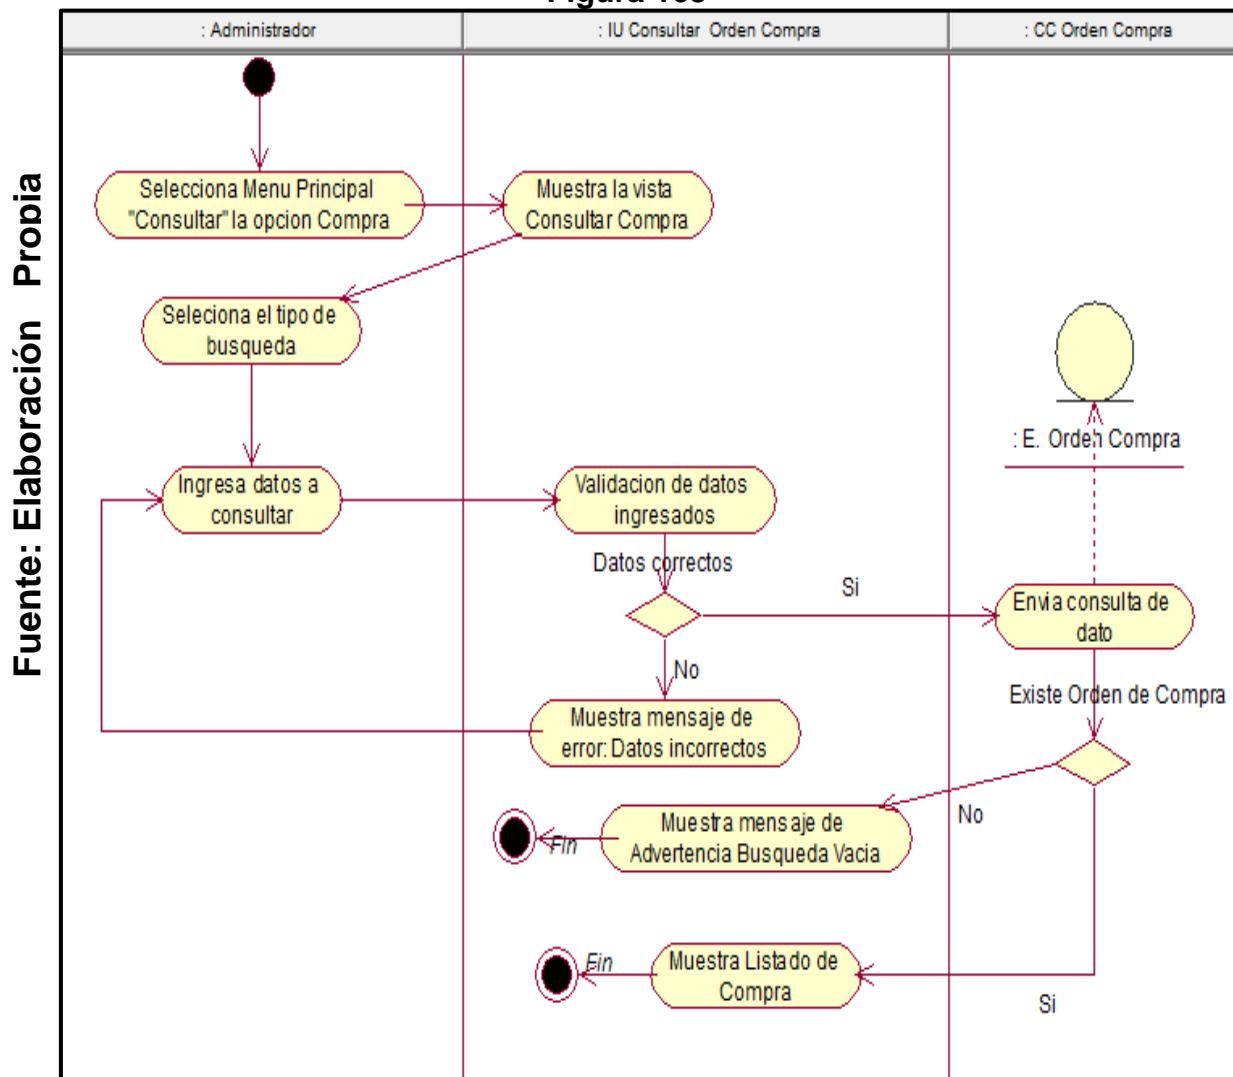 : Administrador
: IU Consultar Orden Compra
: CC Orden Compra
Selecciona Menu Principal
"Consultar" la opcion Compra
Muestra la vista
Consultar Compra
Seleciona el tipo de
busqueda
: E. Orden Compra
Ingresa datos a
consultar
Validacion de datos
ingresados
Datos correctos
Si
Envia consulta de
dato
No
Existe Orden de Compra
Muestra mensaje de
error: Datos incorrectos
No
Muestra mensaje de
Advertencia Busqueda Vacia
Fin
Muestra Listado de
Compra
Fin
Si
Fuente: Elaboración Probia